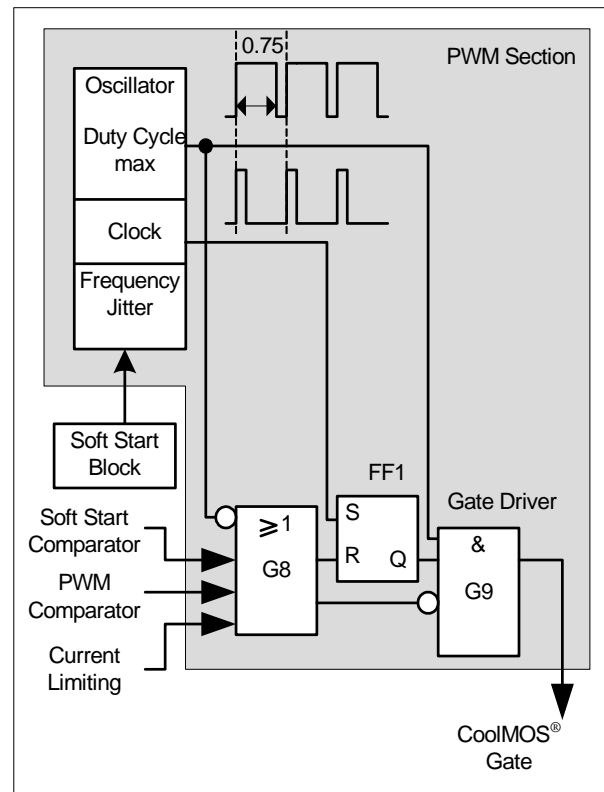 0.75
PWM Section
Oscillator
Duty Cycle
max
Clock
Frequency
Jitter
Soft Start
Block
FF1
Gate Driver
Soft Start
Comparator
PWM
Comparator
Current
Limiting
≥1
G8
S
R
Q
&
G9
CoolMOS®
Gate